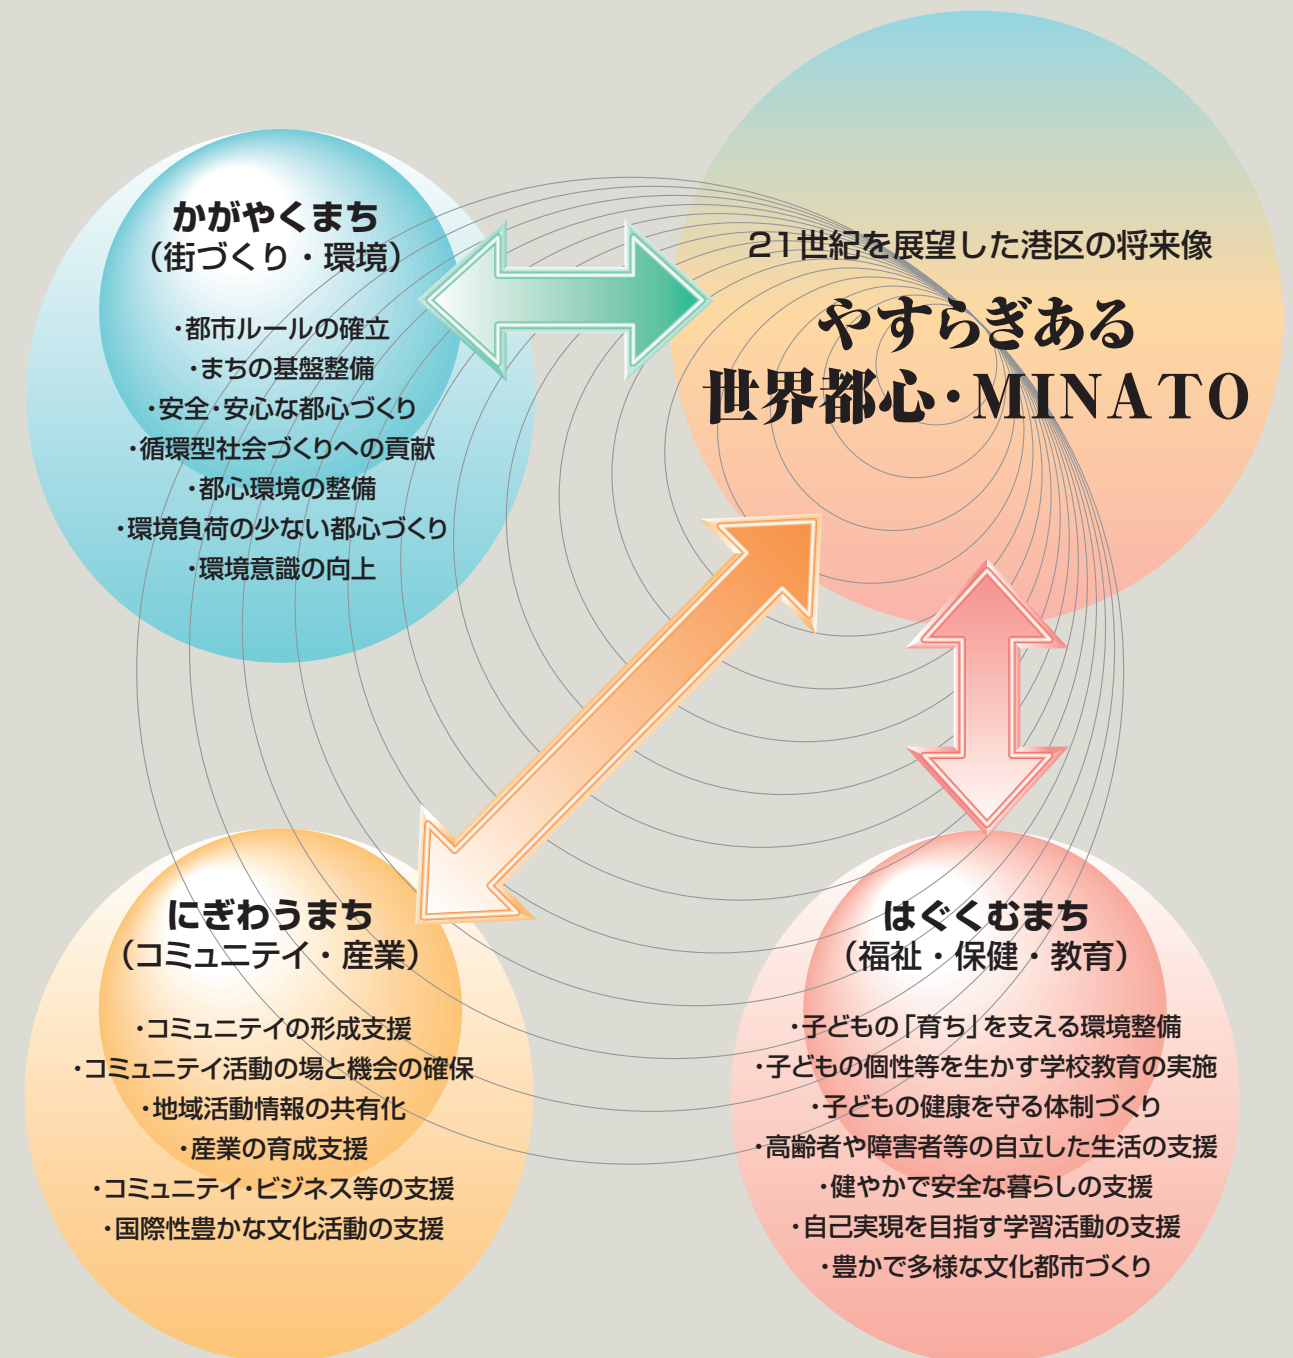 21世紀を展望した港区の将来像
やすらぎある
世界都心・MINATO
かがやくまち
（街づくり・環境）
・都市ルールの確立
・まちの基盤整備
・安全・安心な都心づくり
・循環型社会づくりへの貢献
・都心環境の整備
・環境負荷の少ない都心づくり
・環境意識の向上
にぎわうまち
（コミュニテイ・産業）
・コミュニテイの形成支援
・コミュニテイ活動の場と機会の確保
・地域活動情報の共有化
・産業の育成支援
・コミュニテイ・ビジネス等の支援
・国際性豊かな文化活動の支援
はぐくむまち
（福祉・保健・教育）
・子どもの「育ち」を支える環境整備
・子どもの個性等を生かす学校教育の実施
・子どもの健康を守る体制づくり
・高齢者や障害者等の自立した生活の支援
・健やかで安全な暮らしの支援
・自己実現を目指す学習活動の支援
・豊かで多様な文化都市づくり